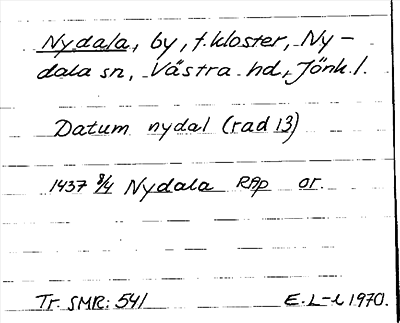 Nydala, by, f. kloster, Ny-
dala sn, Västra hd, Jönk. l.
Datum nydal (rad 13)
1437 8/4 Nydala RAp or.
Tr. SMR: 541 E. L-l 1970.